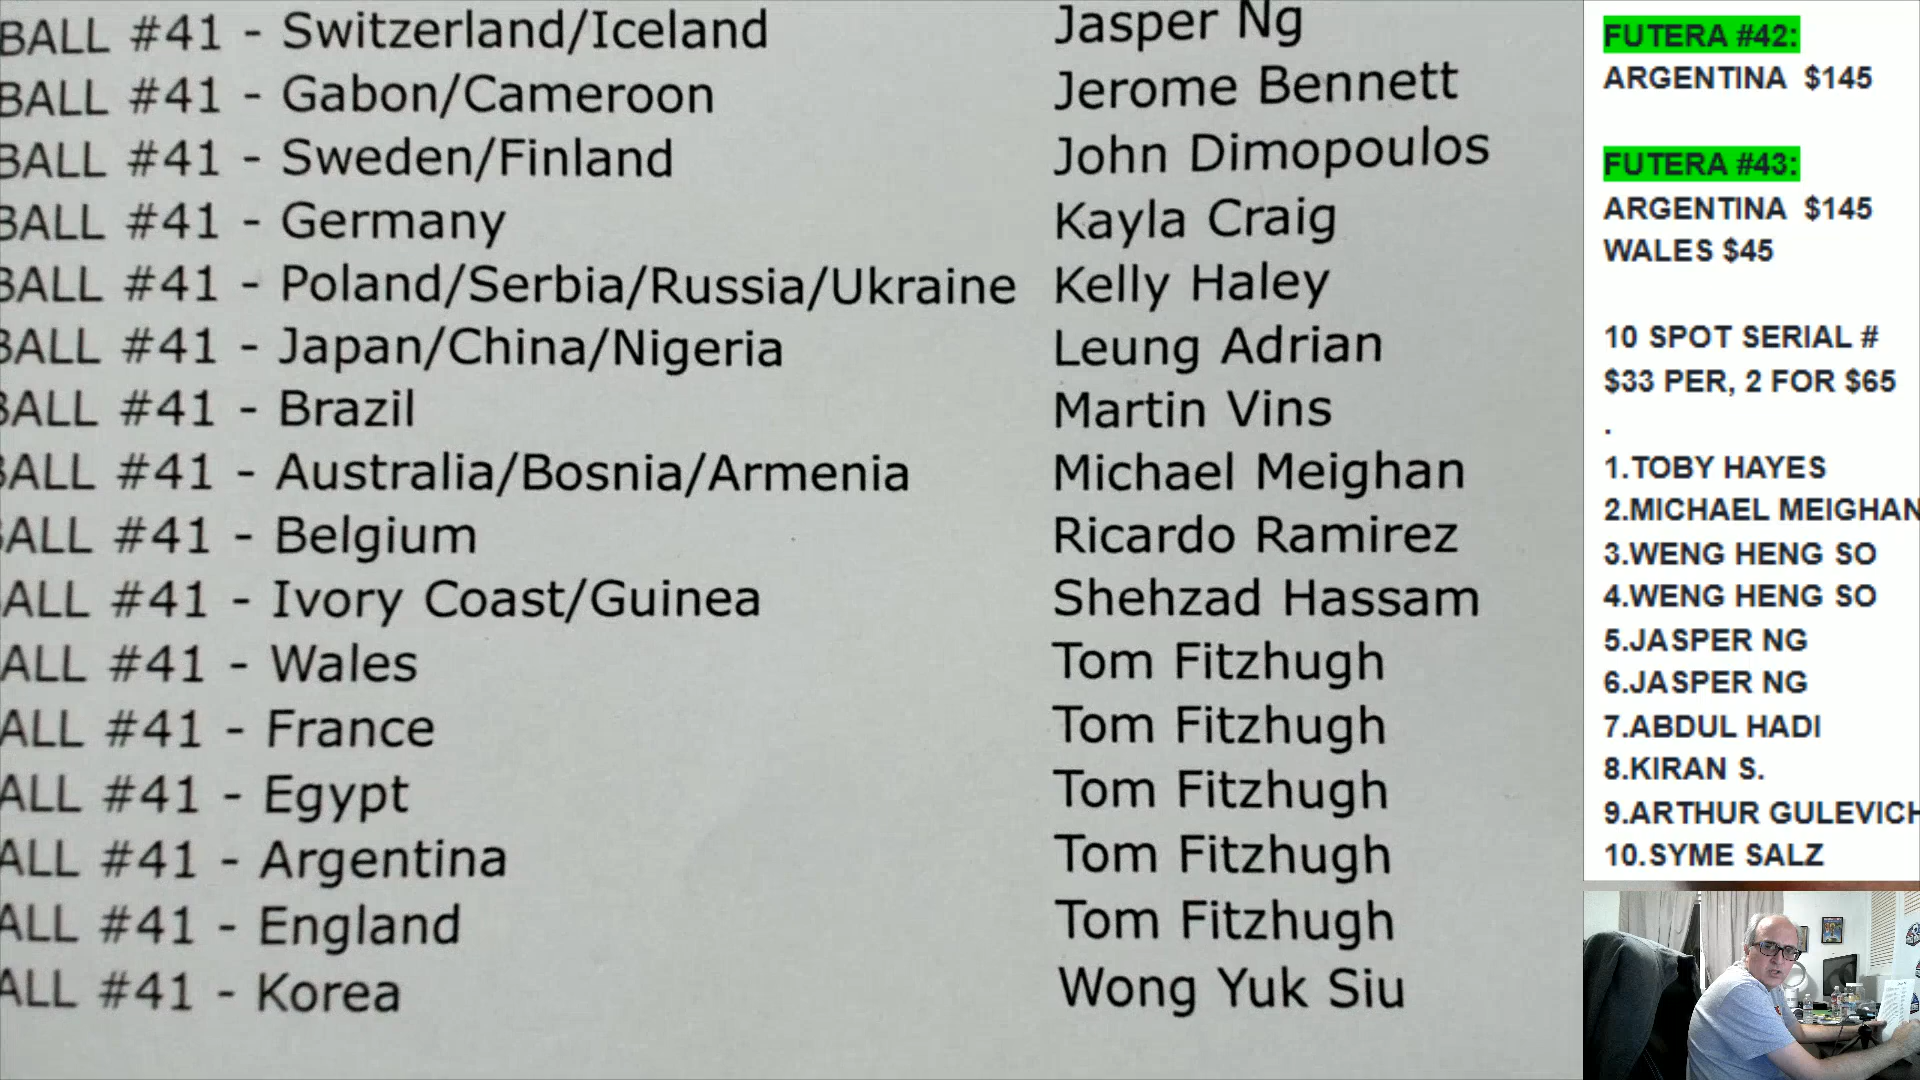 BALL #41 - Switzerland/Iceland Jasper Ng
BALL #41 - Gabon/Cameroon Jerome Bennett
BALL #41 - Sweden/Finland John Dimopoulos
BALL #41 - Germany Kayla Craig
BALL #41 - Poland/Serbia/Russia/Ukraine Kelly Haley
BALL #41 - Japan/China/Nigeria Leung Adrian
BALL #41 - Brazil Martin Vins
BALL #41 - Australia/Bosnia/Armenia Michael Meighan
ALL #41 - Belgium Ricardo Ramirez
ALL #41 - Ivory Coast/Guinea Shehzad Hassam
ALL #41 - Wales Tom Fitzhugh
ALL #41 - France Tom Fitzhugh
ALL #41 - Egypt Tom Fitzhugh
ALL #41 - Argentina Tom Fitzhugh
ALL #41 - England Tom Fitzhugh
ALL #41 - Korea Wong Yuk Siu
FUTERA #42:
ARGENTINA $145
FUTERA #43:
ARGENTINA $145
WALES $45
10 SPOT SERIAL #
$33 PER, 2 FOR $65
.
1.TOBY HAYES
2.MICHAEL MEIGHAN
3.WENG HENG SO
4.WENG HENG SO
5.JASPER NG
6.JASPER NG
7.ABDUL HADI
8.KIRAN S.
9.ARTHUR GULEVICH
10.SYME SALZ